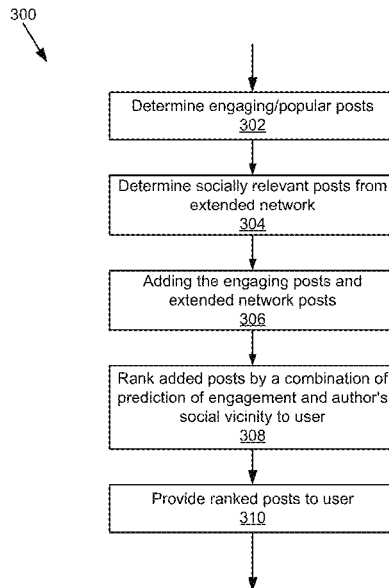 300
Determine engaging/popular posts
302
Determine socially relevant posts from
extended network
304
Adding the engaging posts and
extended network posts
306
Rank added posts by a combination of
prediction of engagement and author's
social vicinity to user
308
Provide ranked posts to user
310